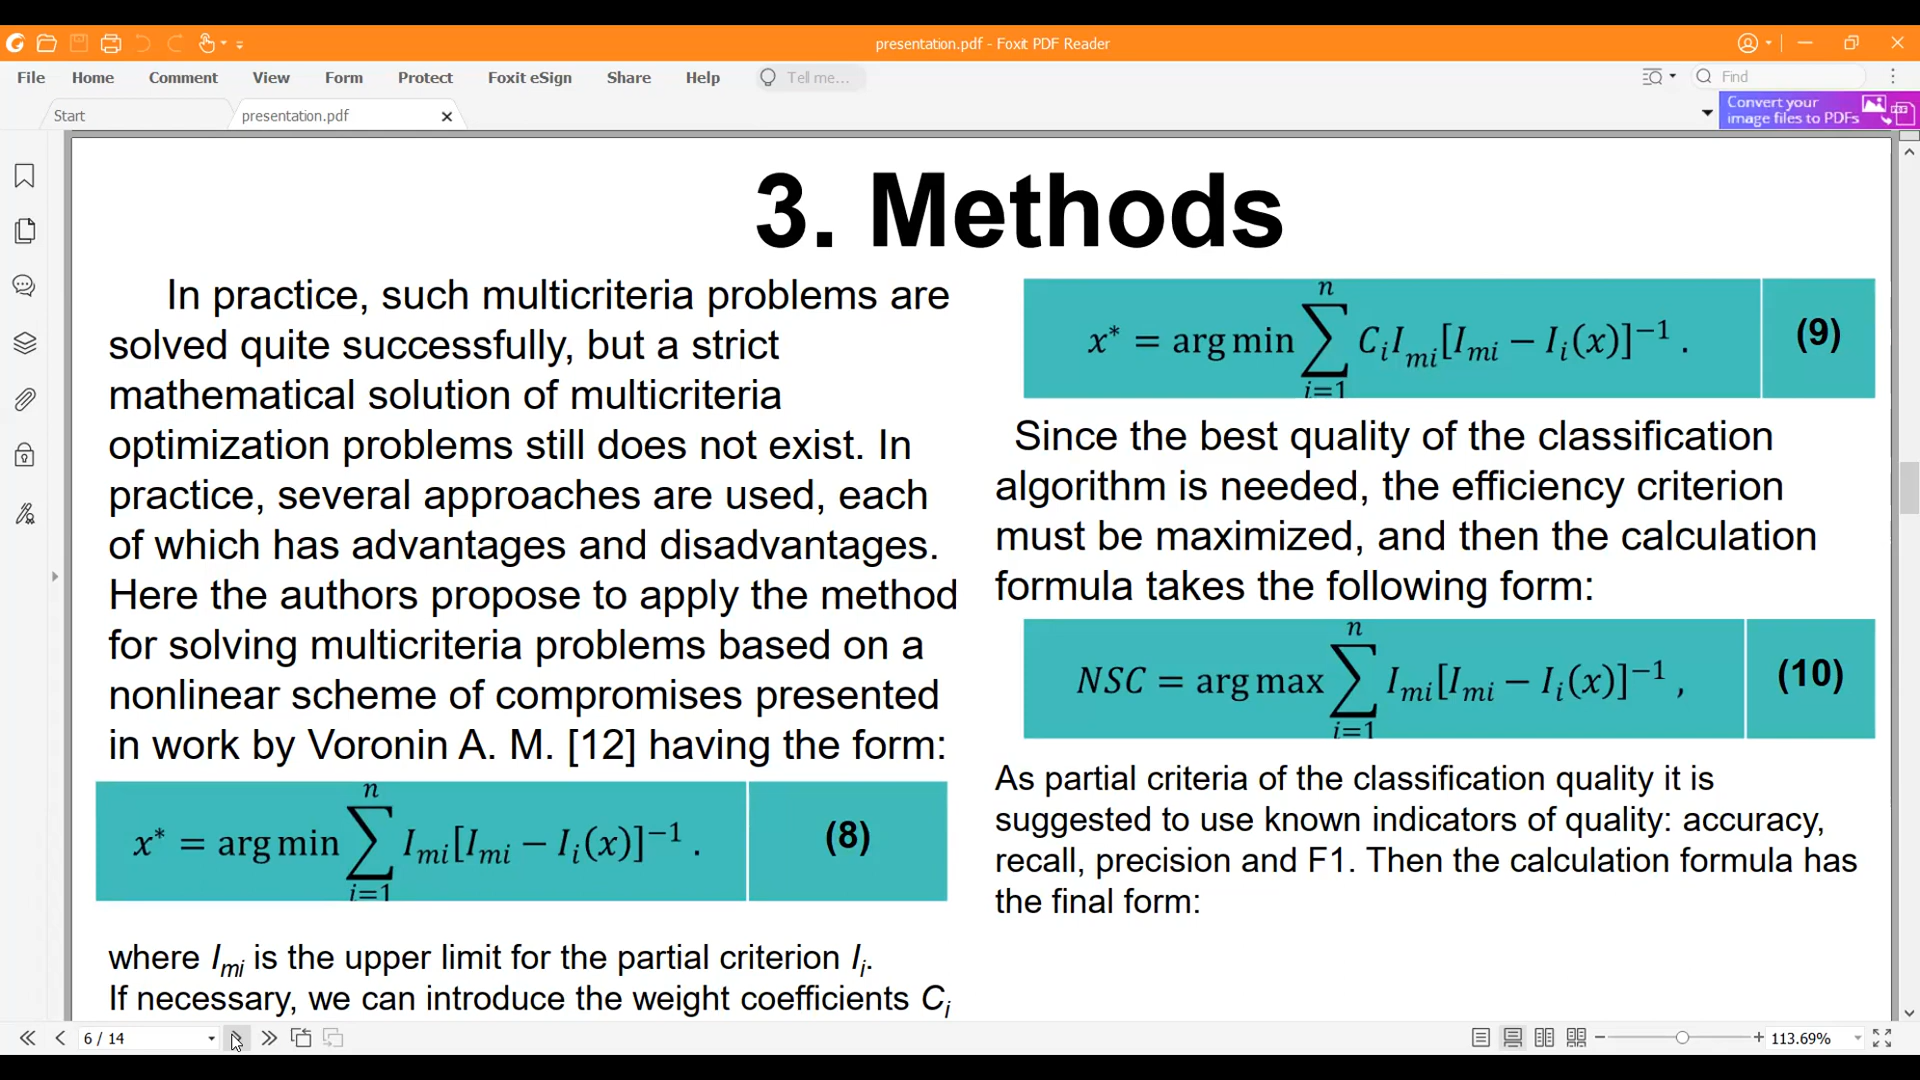 presentation.pdf - Foxit PDF Reader
File Home Comment View Form Protect Foxit eSign Share Help Tell me... Find
Start presentation.pdf
Convert your
image files to PDFs
3. Methods
In practice, such multicriteria problems are
solved quite successfully, but a strict
mathematical solution of multicriteria
optimization problems still does not exist. In
practice, several approaches are used, each
of which has advantages and disadvantages.
Here the authors propose to apply the method
for solving multicriteria problems based on a
nonlinear scheme of compromises presented
in work by Voronin A. M. [12] having the form:
x* = arg min ∑_{i=1}^{n} I_{mi}[I_{mi} − I_i(x)]^{−1} . (8)
where I_{mi} is the upper limit for the partial criterion I_i.
If necessary, we can introduce the weight coefficients C_i
x* = arg min ∑_{i=1}^{n} C_i I_{mi}[I_{mi} − I_i(x)]^{−1} . (9)
Since the best quality of the classification
algorithm is needed, the efficiency criterion
must be maximized, and then the calculation
formula takes the following form:
NSC = arg max ∑_{i=1}^{n} I_{mi}[I_{mi} − I_i(x)]^{−1} , (10)
As partial criteria of the classification quality it is
suggested to use known indicators of quality: accuracy,
recall, precision and F1. Then the calculation formula has
the final form:
6 / 14 113.69%